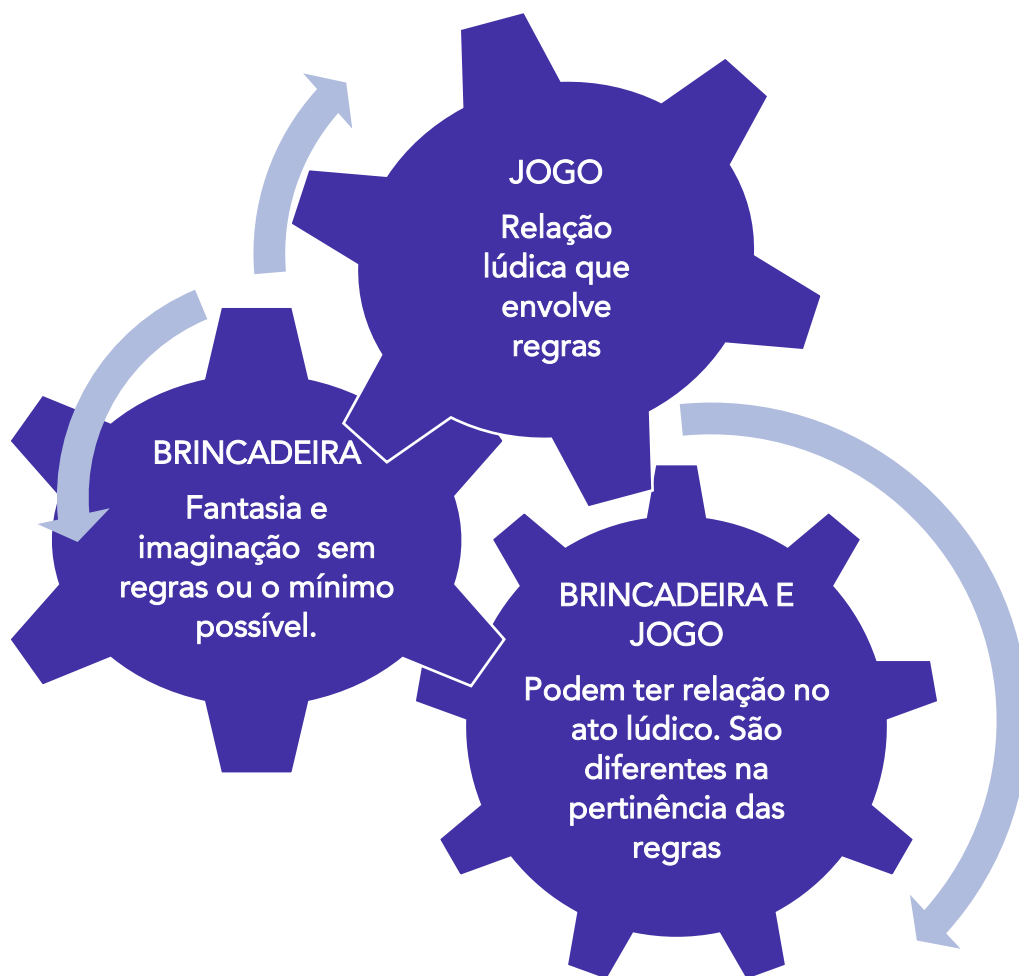 JOGO
Relação
lúdica que
envolve
regras
BRINCADEIRA
Fantasia e
imaginação sem
regras ou o mínimo
possível.
BRINCADEIRA E
JOGO
Podem ter relação no
ato lúdico. São
diferentes na
pertinência das
regras